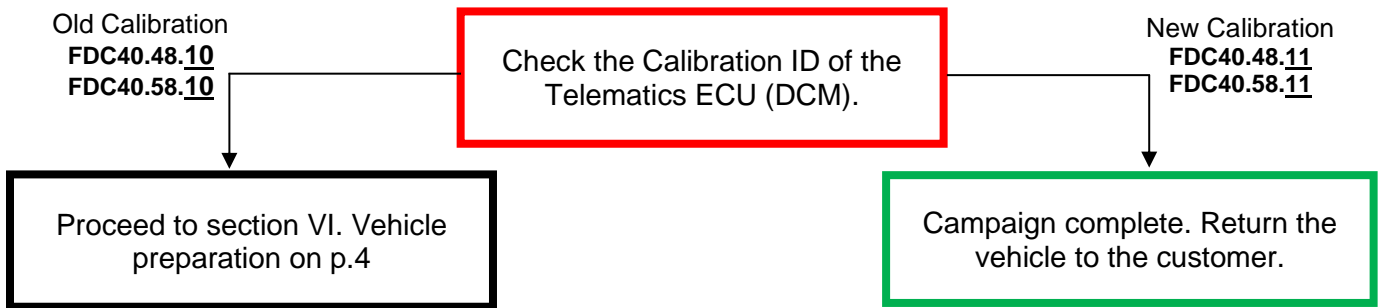 Old Calibration
FDC40.48.10
FDC40.58.10
Check the Calibration ID of the
Telematics ECU (DCM).
New Calibration
FDC40.48.11
FDC40.58.11
Proceed to section VI. Vehicle
preparation on p.4
Campaign complete. Return the
vehicle to the customer.